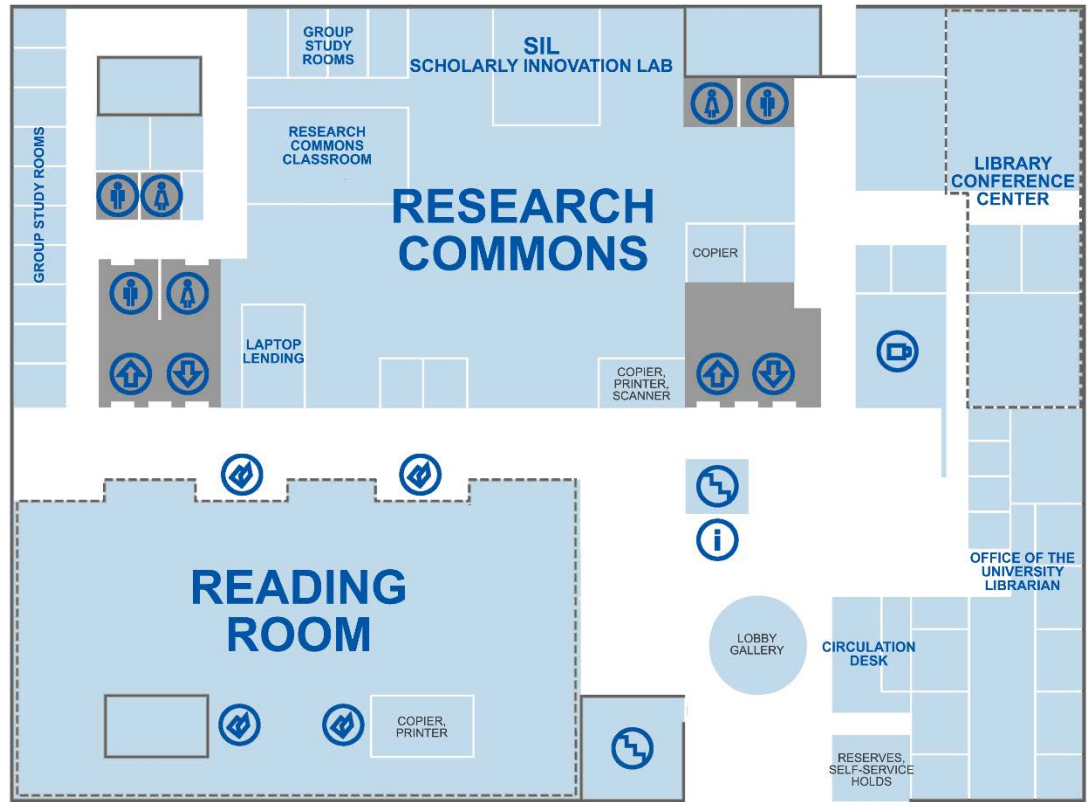 GROUP
STUDY
ROOMS
SIL
SCHOLARLY INNOVATION LAB
GROUP STUDY ROOMS
RESEARCH
COMMONS
CLASSROOM
LIBRARY
CONFERENCE
CENTER
RESEARCH
COMMONS
COPIER
LAPTOP
LENDING
COPIER,
PRINTER,
SCANNER
i
READING
ROOM
OFFICE OF THE
UNIVERSITY
LIBRARIAN
LOBBY
GALLERY
CIRCULATION
DESK
COPIER,
PRINTER
RESERVES,
SELF-SERVICE
HOLDS